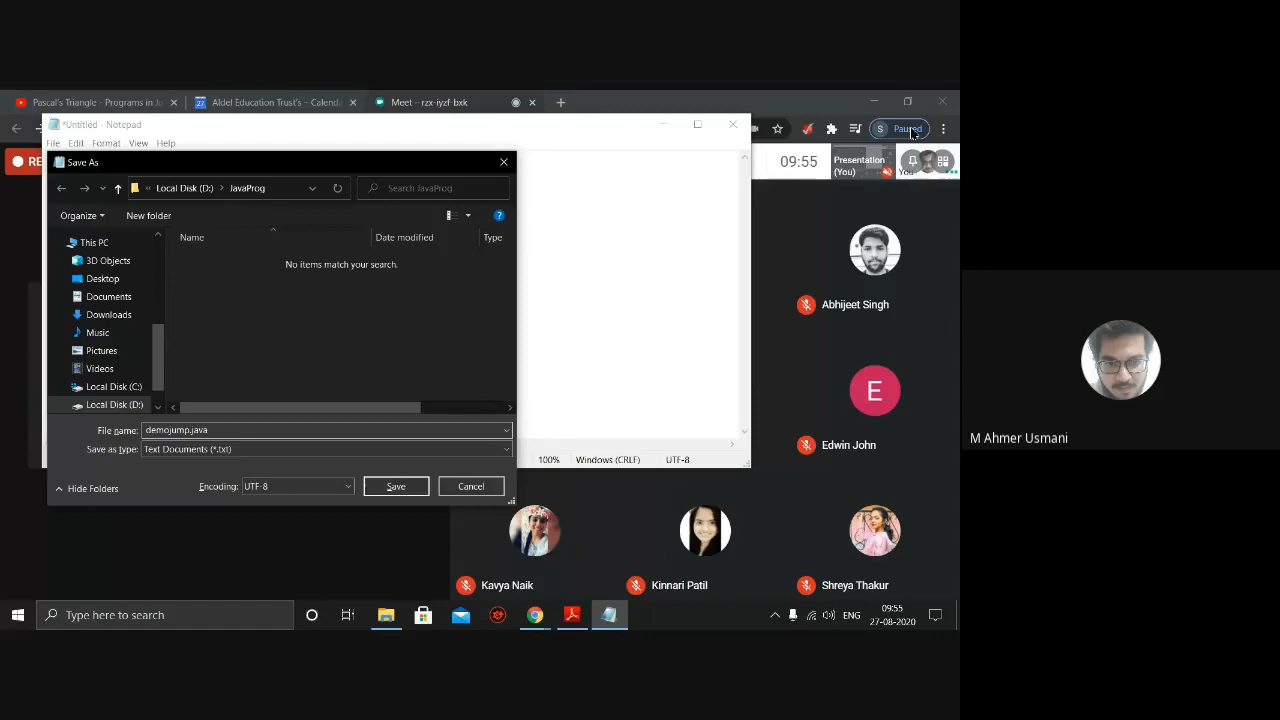 Pascal's Triangle - Programs in Ju
Aldel Education Trust's – Calenda
Meet – rzx-iyzf-bxk
*Untitled - Notepad
S Paused
File Edit Format View Help
RE
Save As
09:55
Presentation
(You)
You
Local Disk (D:) JavaProg
Search JavaProg
Organize New folder
Name Date modified Type
This PC
No items match your search.
3D Objects
Desktop
Documents
Downloads
Music
Pictures
Videos
Local Disk (C:)
Local Disk (D:)
Abhijeet Singh
E
Edwin John
M Ahmer Usmani
File name: demojump.java
Save as type: Text Documents (*.txt)
100% Windows (CRLF) UTF-8
Hide Folders Encoding: UTF-8 Save Cancel
Kavya Naik Kinnari Patil Shreya Thakur
Type here to search
ENG
09:55
27-08-2020